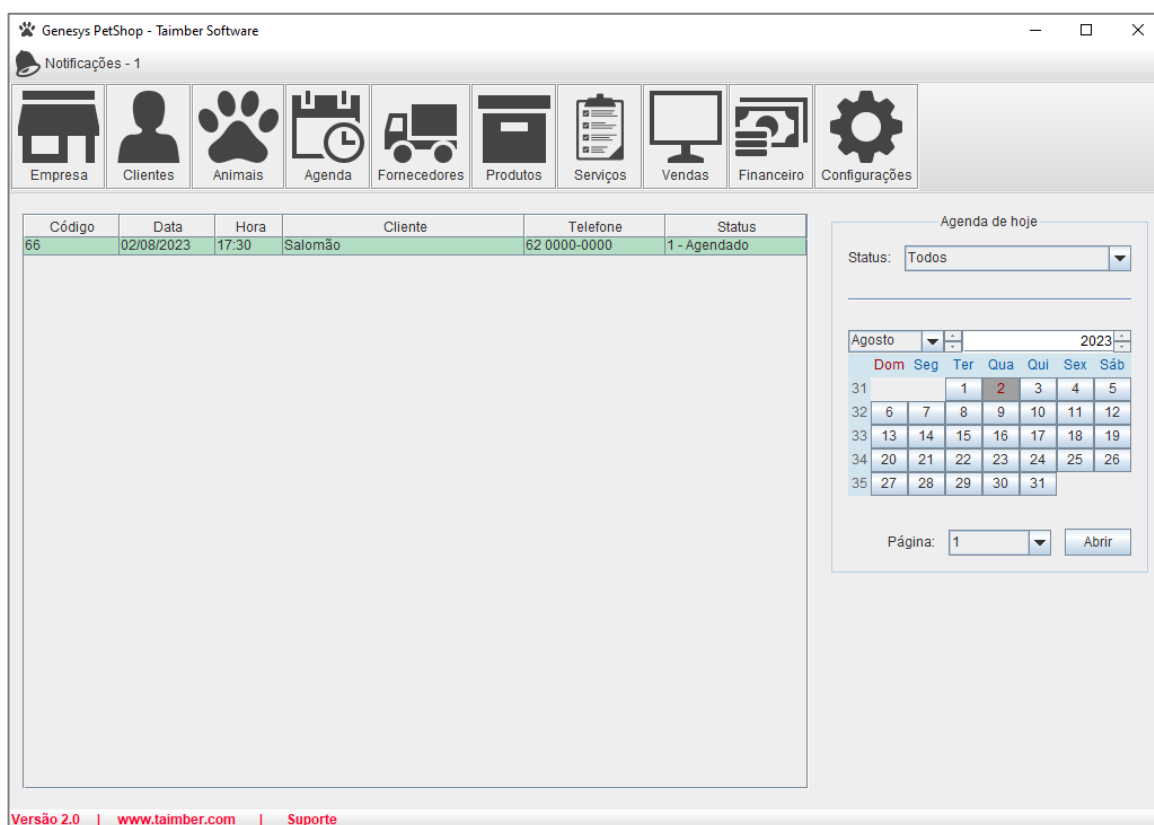 Genesys PetShop - Taimber Software
Notificações - 1
Empresa Clientes Animais Agenda Fornecedores Produtos Serviços Vendas Financeiro Configurações
Código Data Hora Cliente Telefone Status
66 02/08/2023 17:30 Salomão 62 0000-0000 1 - Agendado
Agenda de hoje
Status: Todos
Agosto 2023
Dom Seg Ter Qua Qui Sex Sáb
31 1 2 3 4 5
32 6 7 8 9 10 11 12
33 13 14 15 16 17 18 19
34 20 21 22 23 24 25 26
35 27 28 29 30 31
Página: 1 Abrir
Versão 2.0 | www.taimber.com | Suporte